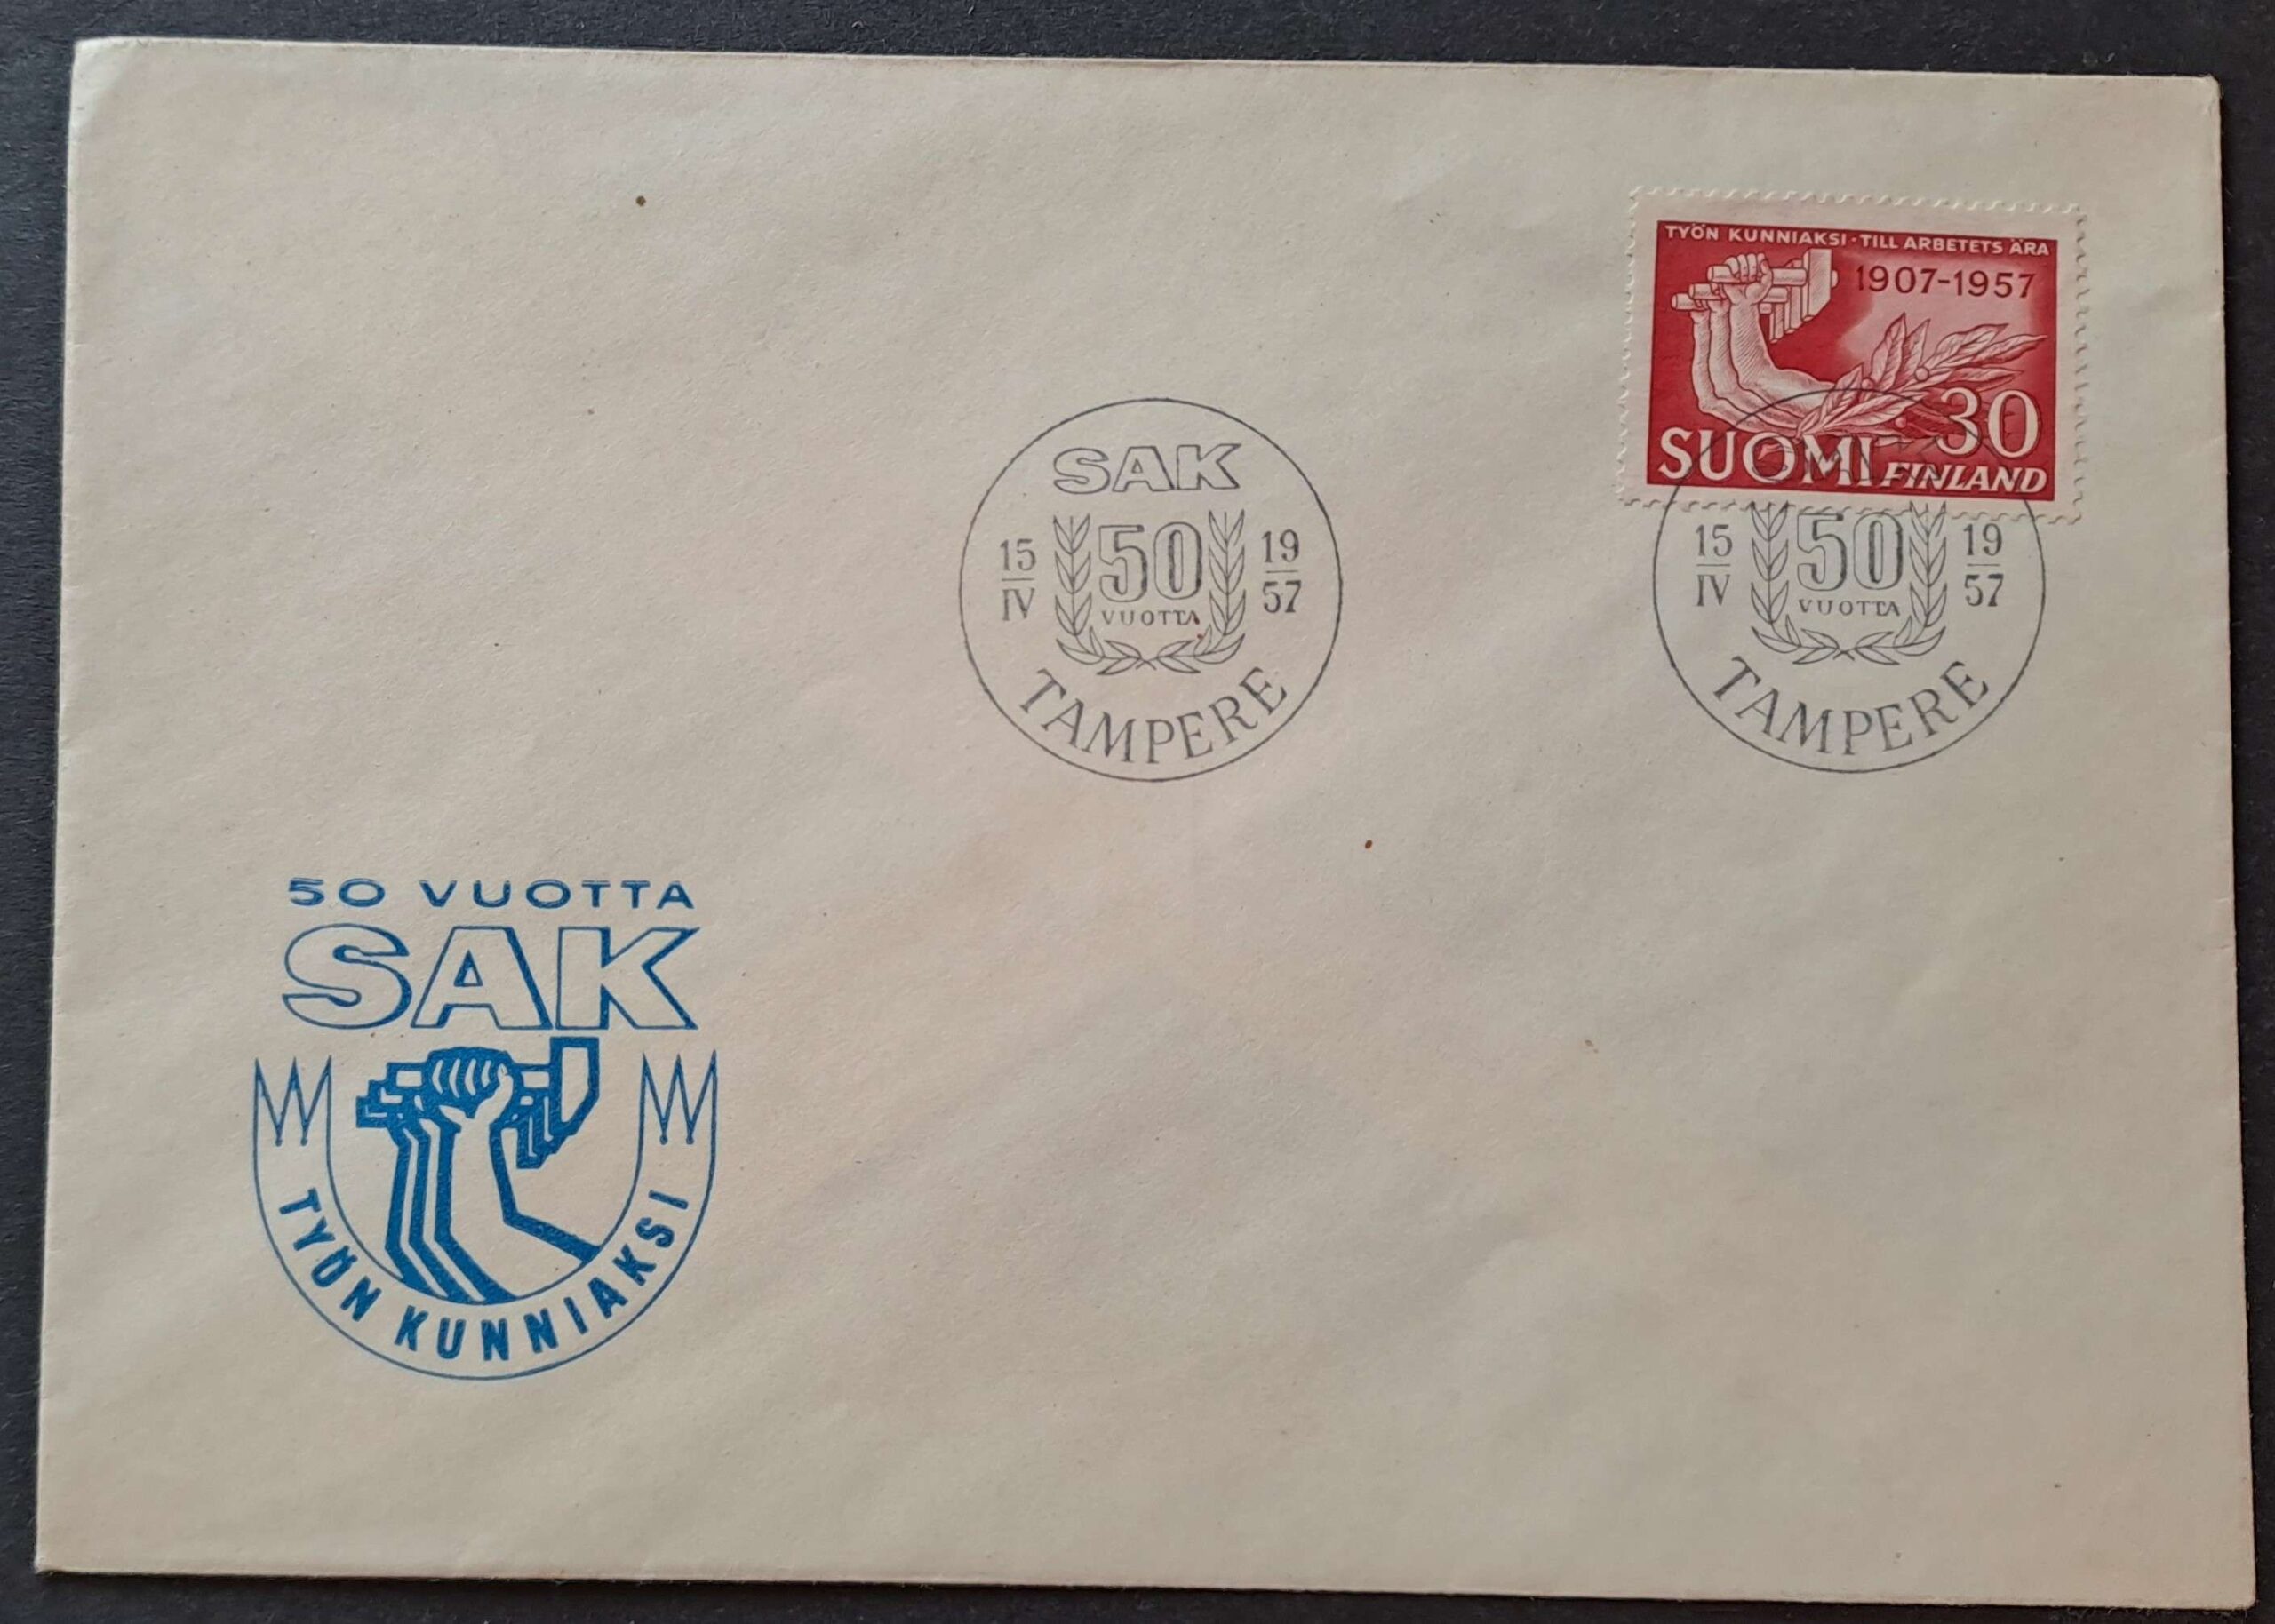 TYÖN KUNNIAKSI · TILL ARBETETS ÄRA
1907-1957
30
SUOMI FINLAND
SAK
15 IV
50
VUOTTA
19 57
TAMPERE
15 IV
50
VUOTTA
19 57
TAMPERE
50 VUOTTA
SAK
TYÖN KUNNIAKSI